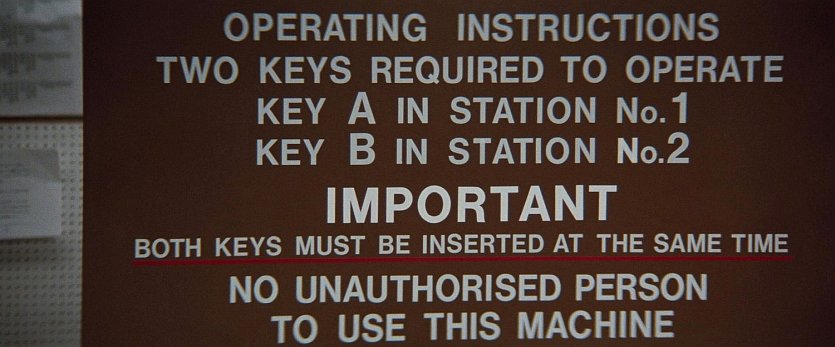 OPERATING INSTRUCTIONS
TWO KEYS REQUIRED TO OPERATE
KEY A IN STATION No.1
KEY B IN STATION No.2
IMPORTANT
BOTH KEYS MUST BE INSERTED AT THE SAME TIME
NO UNAUTHORISED PERSON
TO USE THIS MACHINE